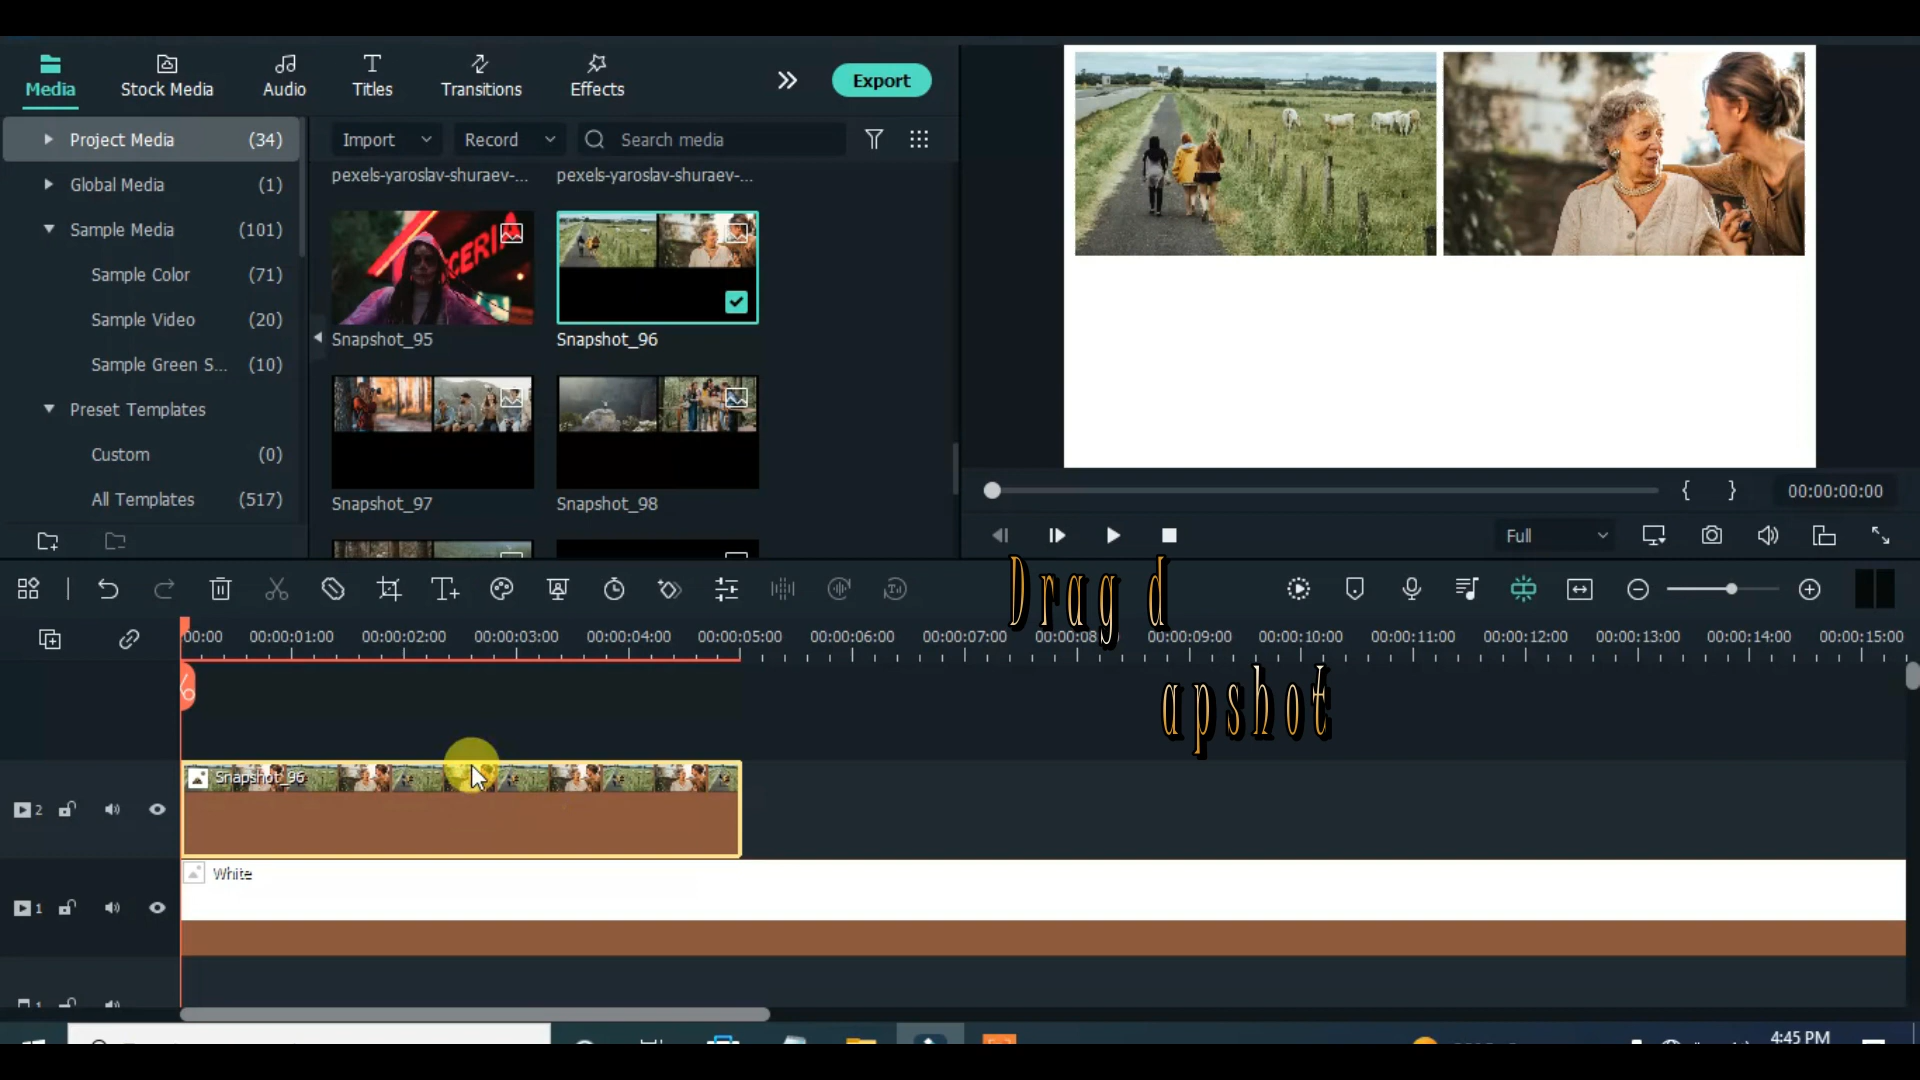 Media
Stock Media
Audio
Titles
Transitions
Effects
Export
Project Media (34)
Global Media (1)
Sample Media (101)
Sample Color (71)
Sample Video (20)
Sample Green S... (10)
Preset Templates
Custom (0)
All Templates (517)
Import
Record
Search media
pexels-yaroslav-shuraev-...
pexels-yaroslav-shuraev-...
Snapshot_95
Snapshot_96
Snapshot_97
Snapshot_98
{ } 00:00:00:00
Full
Drag d
apshot
00:00 00:00:01:00 00:00:02:00 00:00:03:00 00:00:04:00 00:00:05:00 00:00:06:00 00:00:07:00 00:00:08 00:00:09:00 00:00:10:00 00:00:11:00 00:00:12:00 00:00:13:00 00:00:14:00 00:00:15:00
2
Snapshot_96
1
White
1
4:45 PM